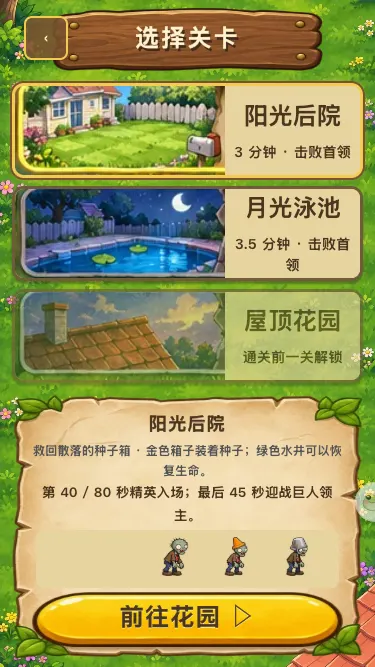 ‹
选择关卡
阳光后院
3 分钟 · 击败首领
月光泳池
3.5 分钟 · 击败首
领
屋顶花园
通关前一关解锁
阳光后院
救回散落的种子箱 · 金色箱子装着种子；绿色水井可以恢
复生命。
第 40 / 80 秒精英入场；最后 45 秒迎战巨人领
主。
前往花园 ▷